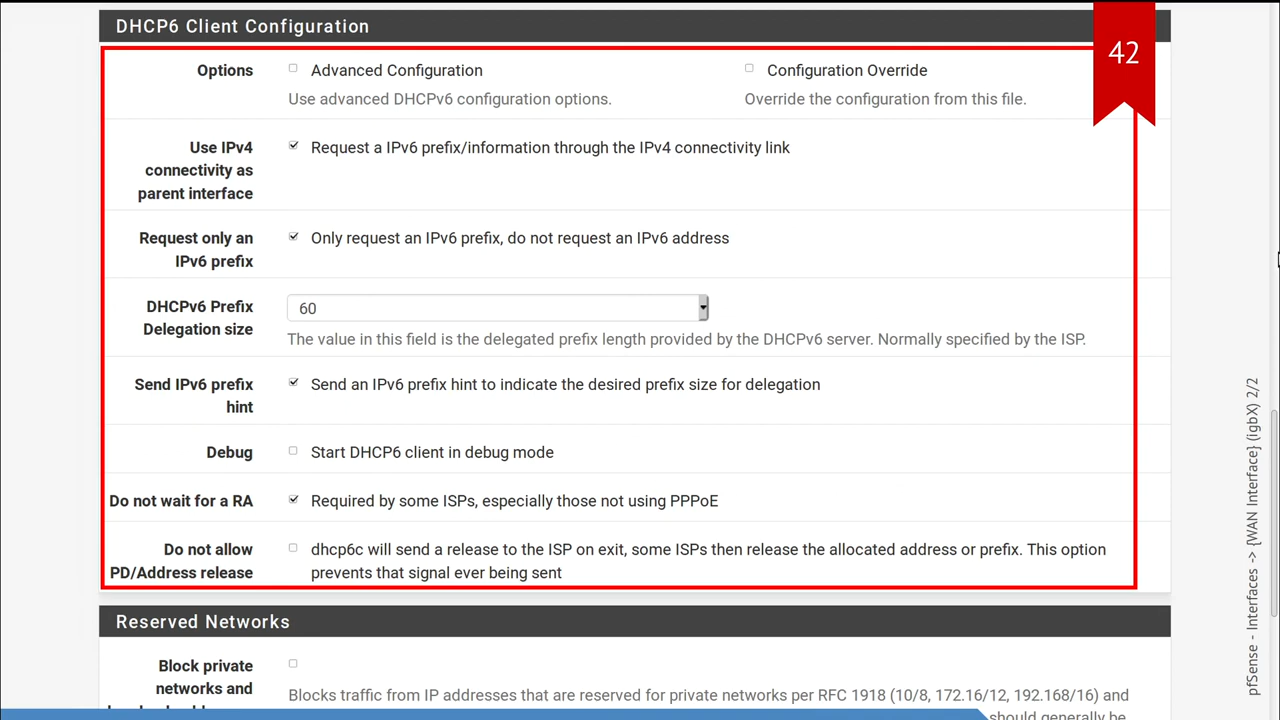 DHCP6 Client Configuration
42
Options
Advanced Configuration
Configuration Override
Use advanced DHCPv6 configuration options.
Override the configuration from this file.
Use IPv4
connectivity as
parent interface
Request a IPv6 prefix/information through the IPv4 connectivity link
Request only an
IPv6 prefix
Only request an IPv6 prefix, do not request an IPv6 address
DHCPv6 Prefix
Delegation size
60
The value in this field is the delegated prefix length provided by the DHCPv6 server. Normally specified by the ISP.
Send IPv6 prefix
hint
Send an IPv6 prefix hint to indicate the desired prefix size for delegation
Debug
Start DHCP6 client in debug mode
Do not wait for a RA
Required by some ISPs, especially those not using PPPoE
Do not allow
PD/Address release
dhcp6c will send a release to the ISP on exit, some ISPs then release the allocated address or prefix. This option
prevents that signal ever being sent
Reserved Networks
Block private
networks and
Blocks traffic from IP addresses that are reserved for private networks per RFC 1918 (10/8, 172.16/12, 192.168/16) and
should generally be
pfSense - Interfaces -> {WAN Interface} (igbX) 2/2